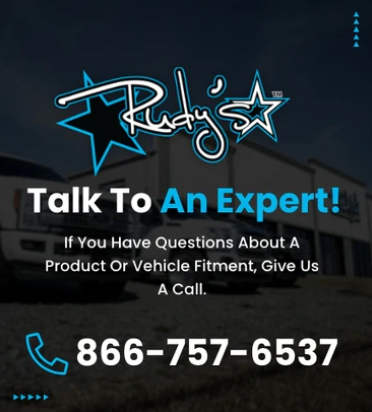 Rudy's™
Talk To An Expert!
If You Have Questions About A
Product Or Vehicle Fitment, Give Us
A Call.
866-757-6537